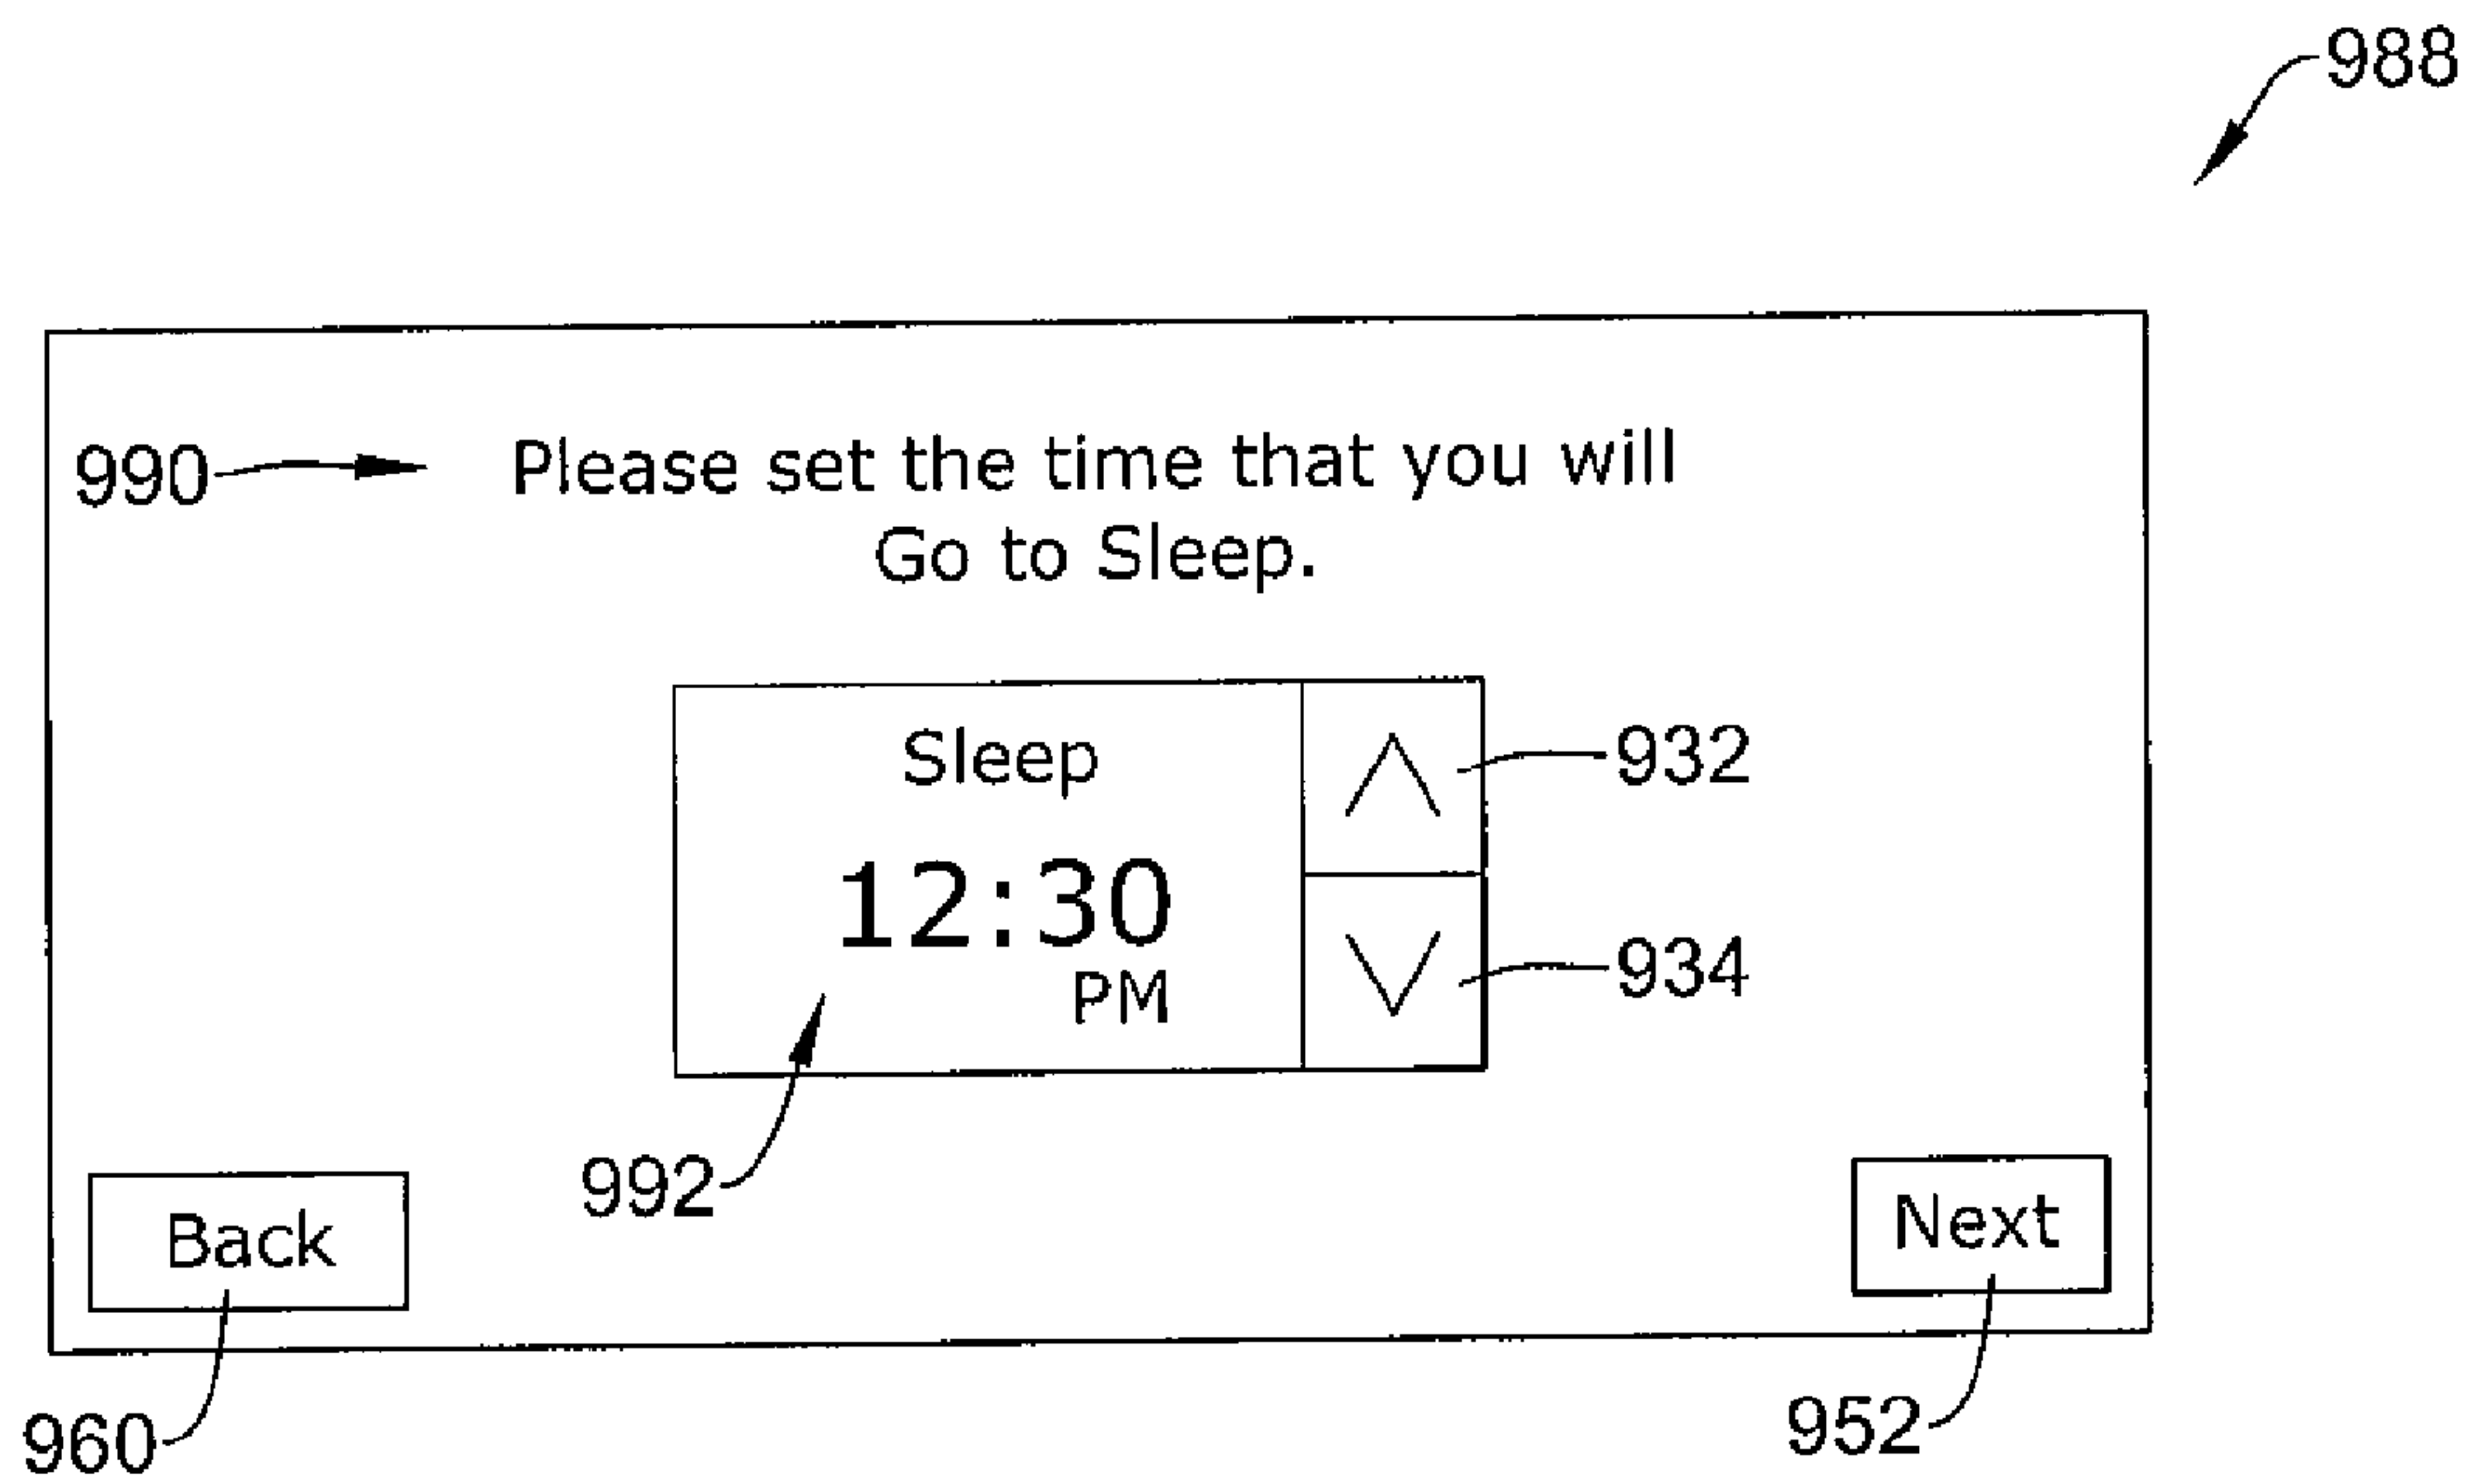 988
990 Please set the time that you will
Go to Sleep.
Sleep
932
12:30
934
PM
992
Back
Next
960
952